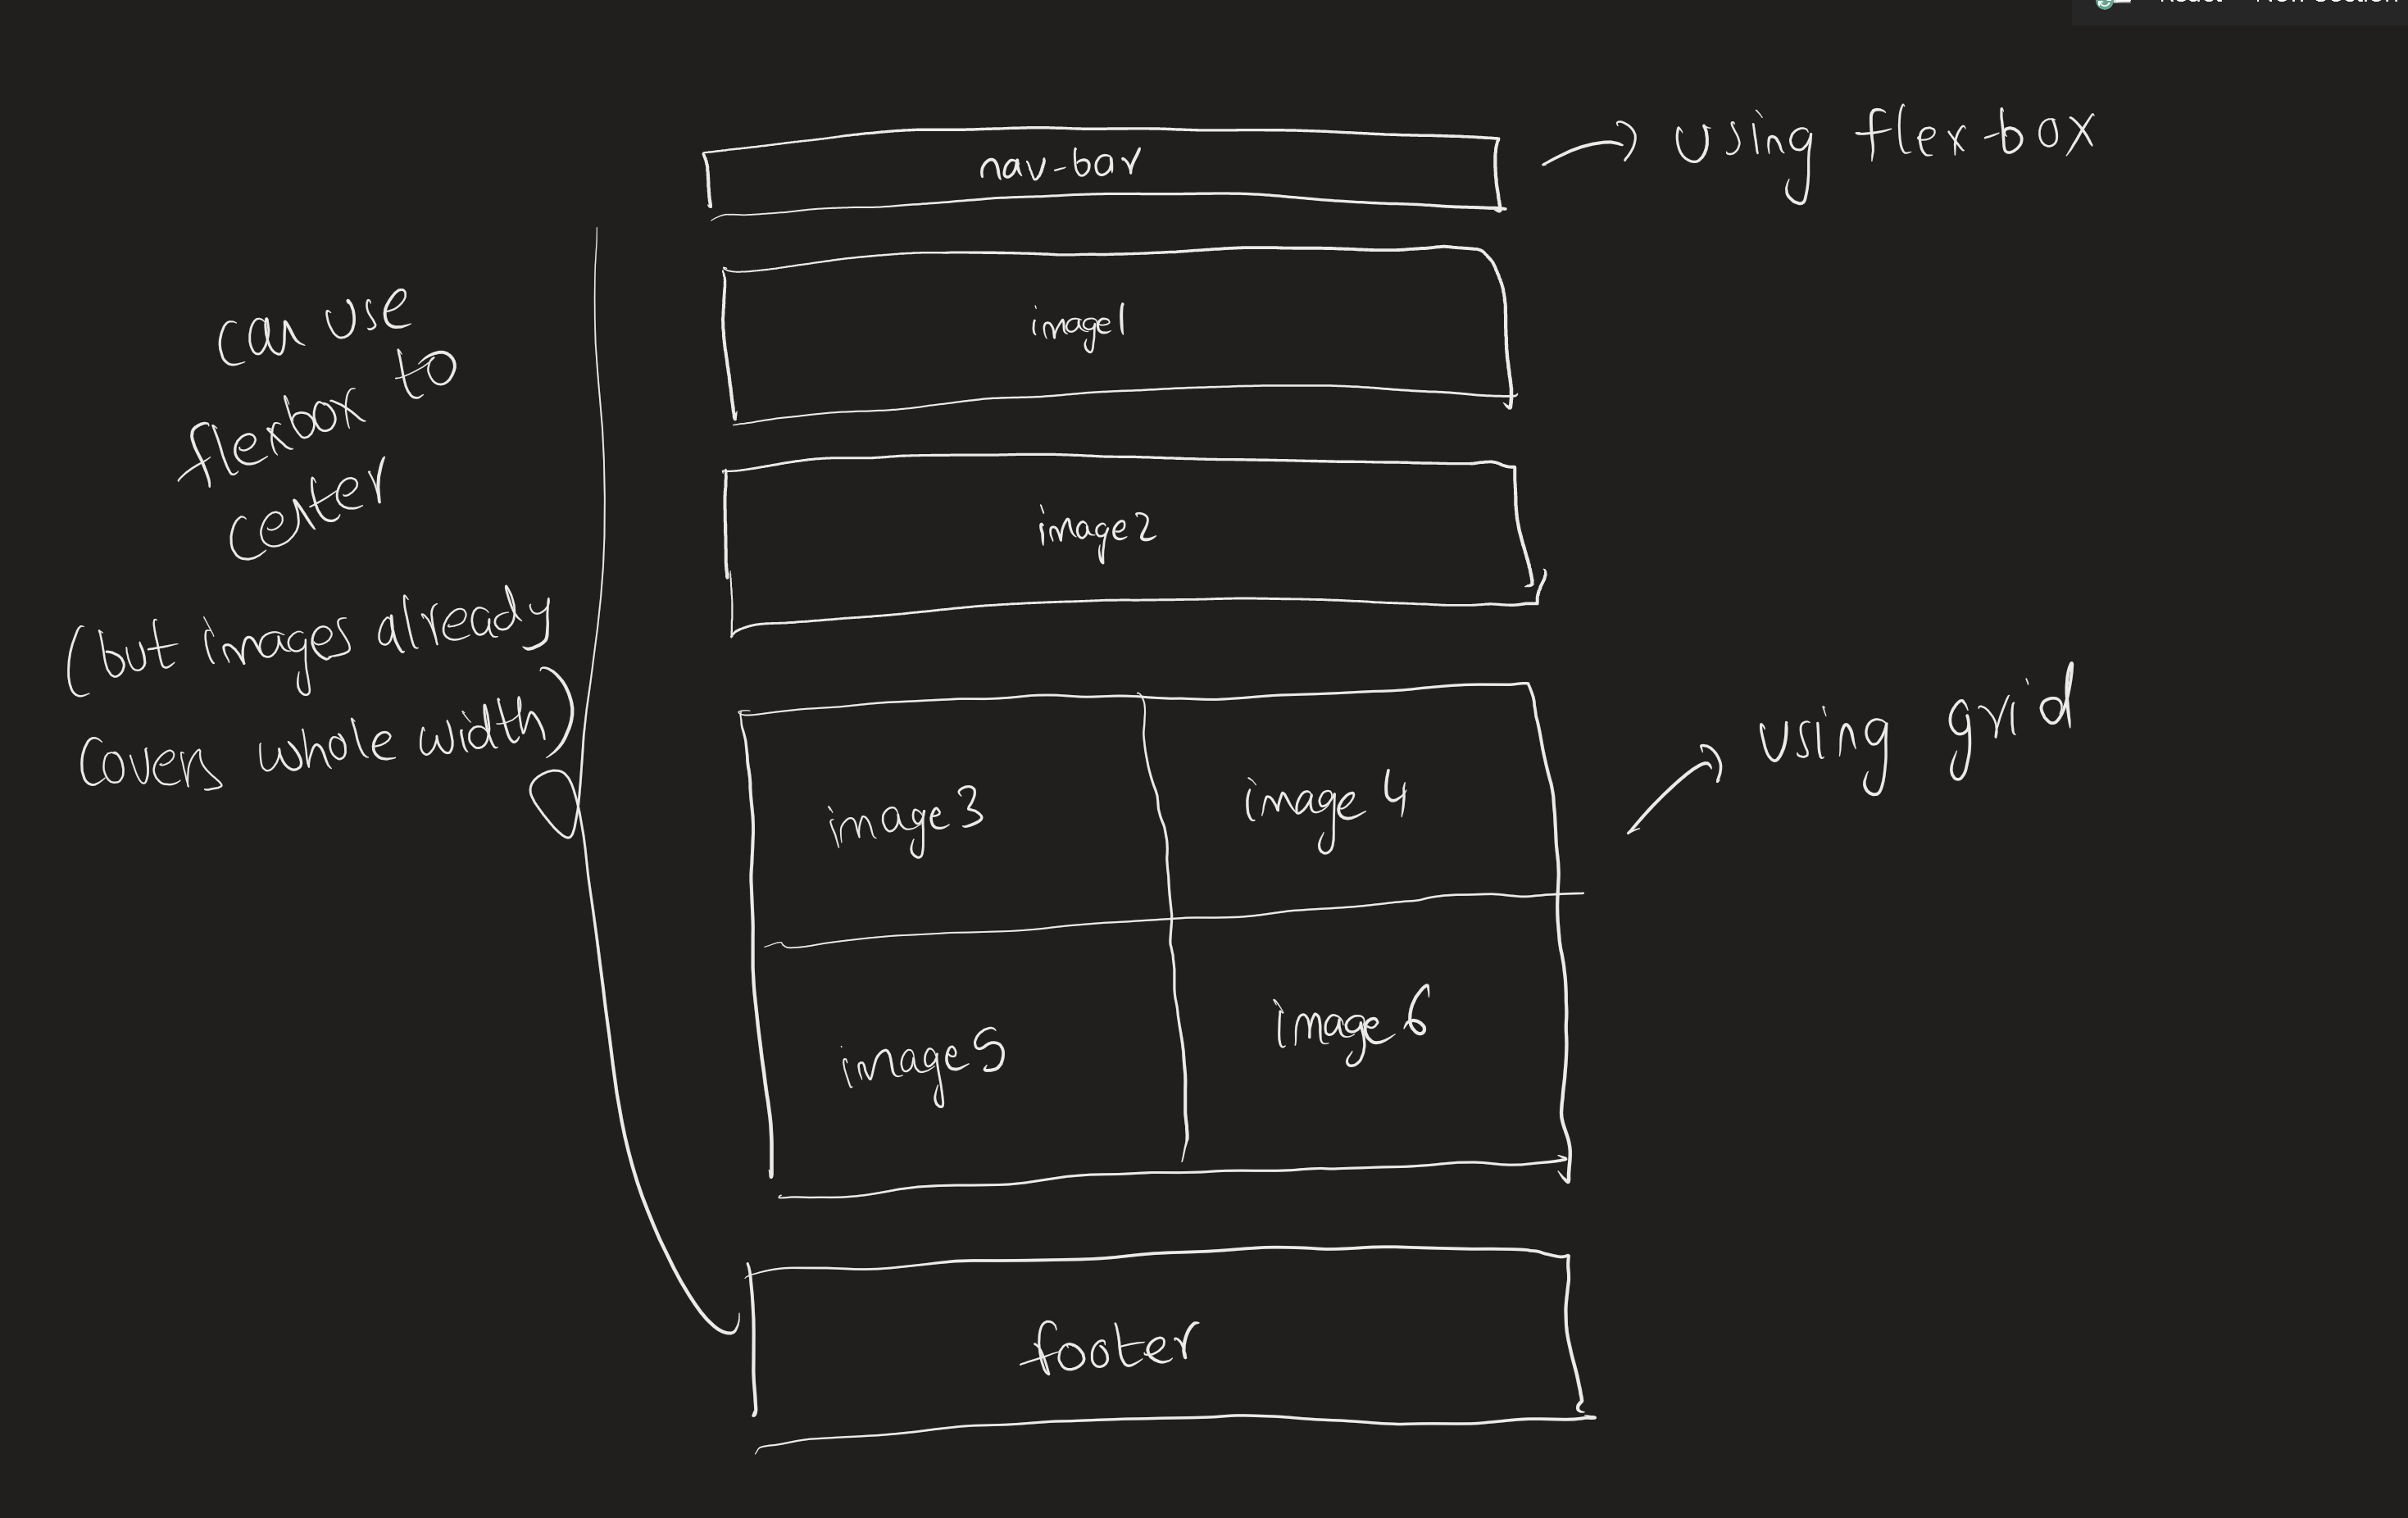 nav-bar
using flex-box
image1
can use
flexbox to
center
image2
(but images already
covers whole width)
using grid
image3
image 4
image5
image 6
footer